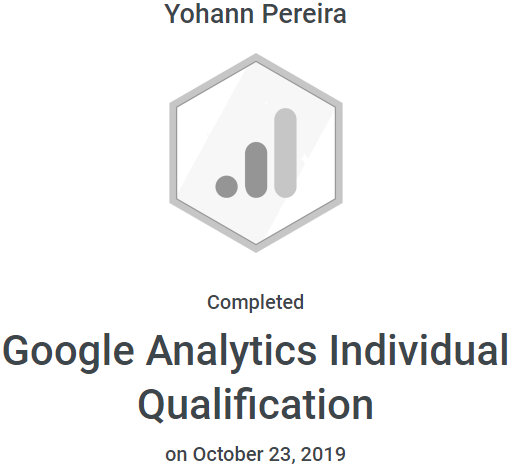 Yohann Pereira
Completed
Google Analytics Individual
Qualification
on October 23, 2019